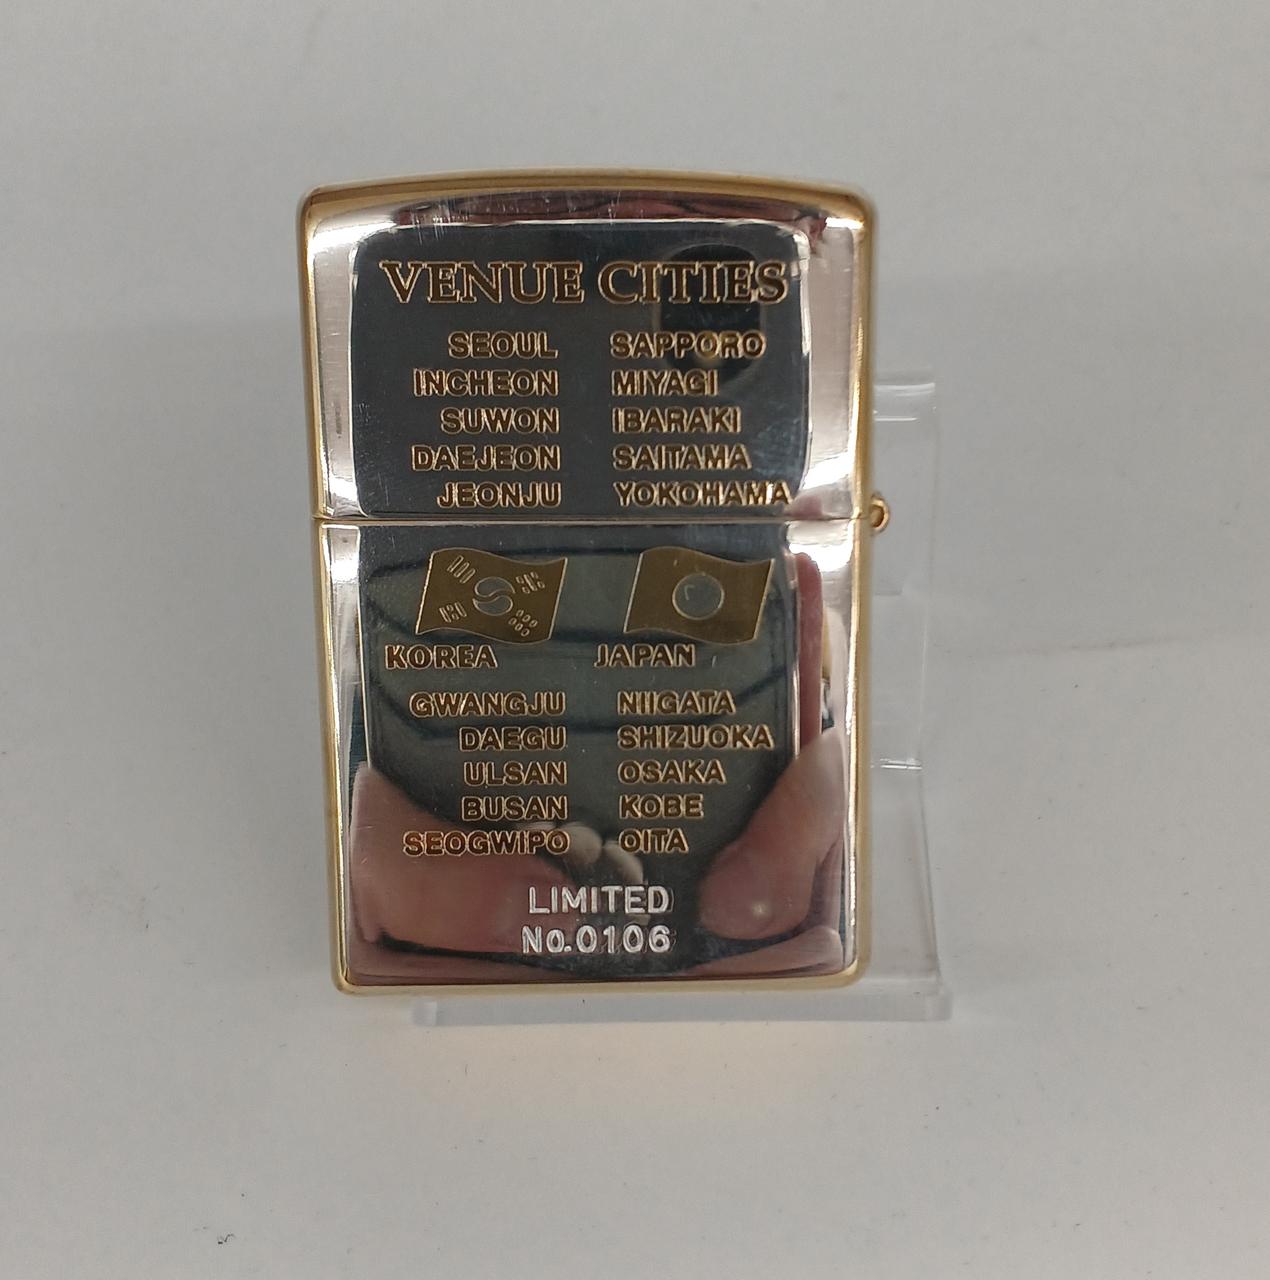 VENUE CITIES
SEOUL SAPPORO
INCHEON MIYAGI
SUWON IBARAKI
DAEJEON SAITAMA
JEONJU YOKOHAMA
KOREA JAPAN
GWANGJU NIIGATA
DAEGU SHIZUOKA
ULSAN OSAKA
BUSAN KOBE
SEOGWIPO OITA
LIMITED
No.0106